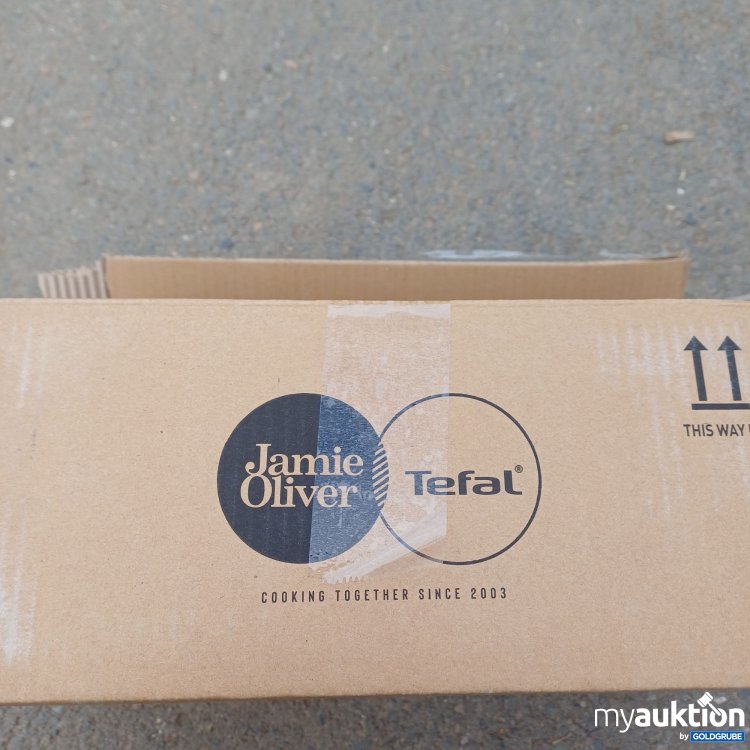 Jamie
Oliver
Tefal®
THIS WAY
COOKING TOGETHER SINCE 2003
myauktion
by GOLDGRUBE